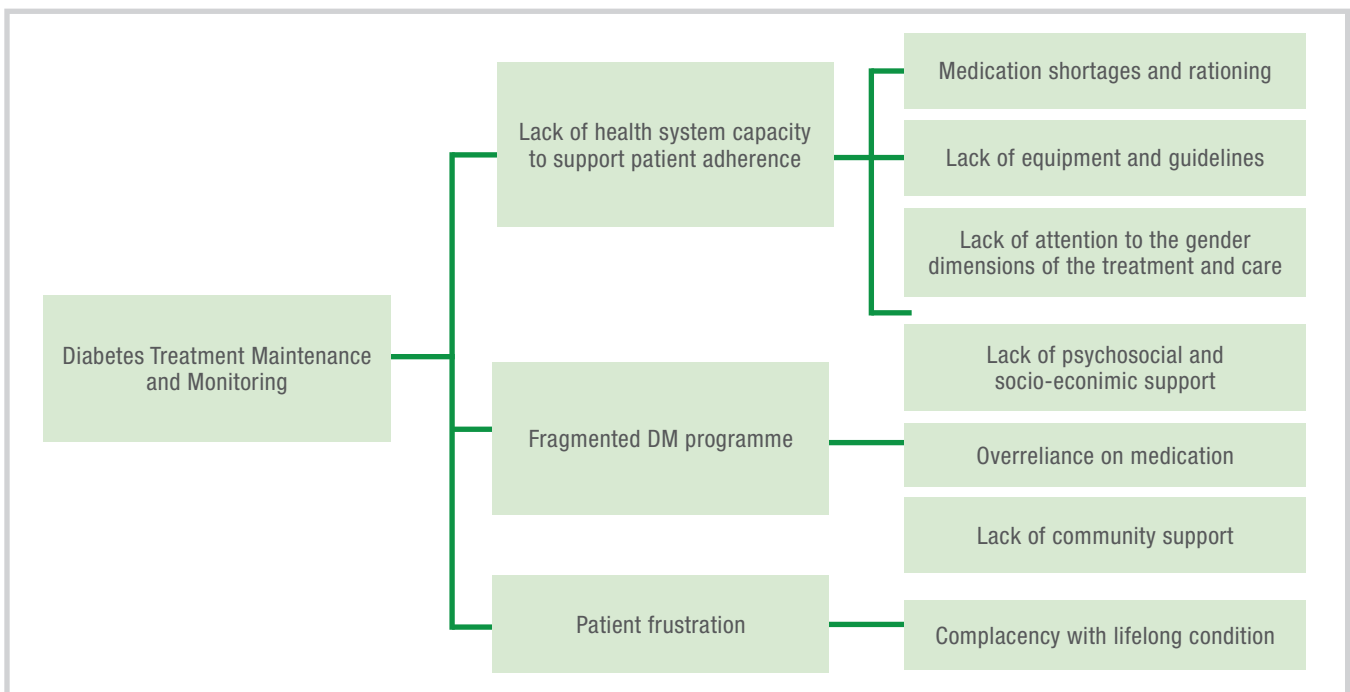 Diabetes Treatment Maintenance
and Monitoring
Lack of health system capacity
to support patient adherence
Fragmented DM programme
Patient frustration
Medication shortages and rationing
Lack of equipment and guidelines
Lack of attention to the gender
dimensions of the treatment and care
Lack of psychosocial and
socio-econimic support
Overreliance on medication
Lack of community support
Complacency with lifelong condition